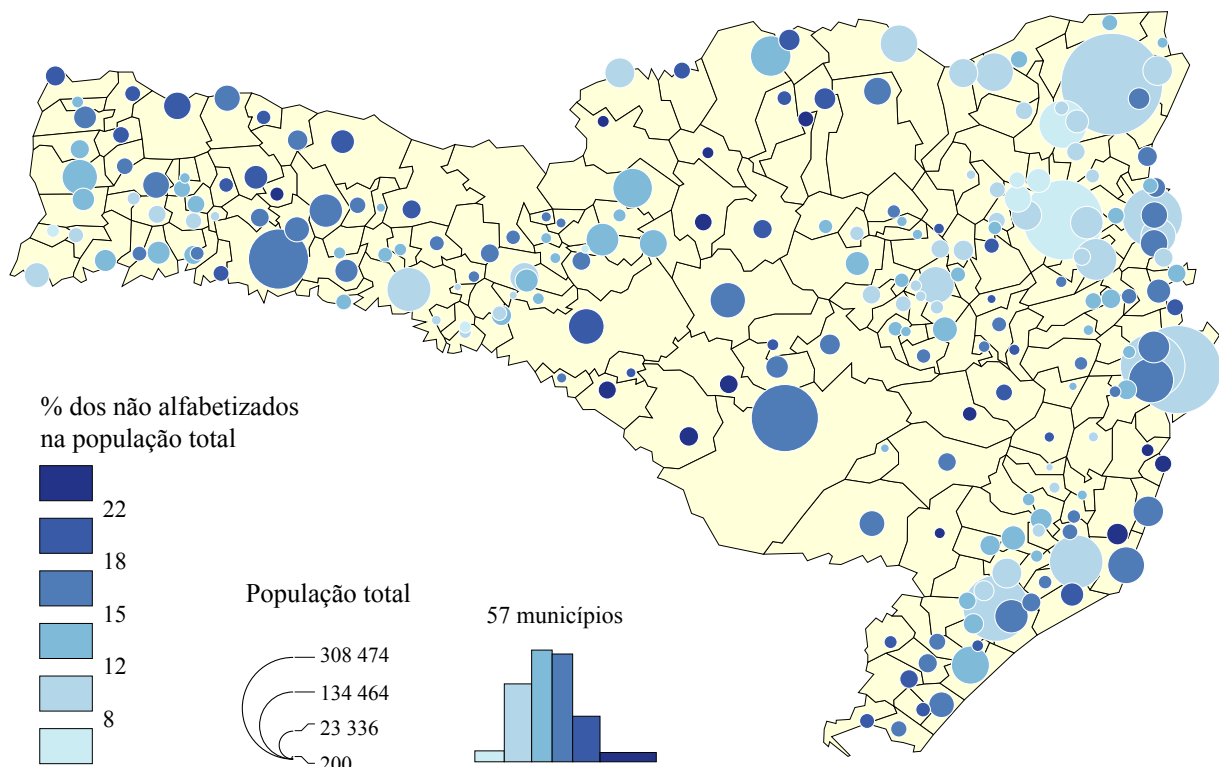 % dos não alfabetizados
na população total
22
18
15
12
8
População total
308 474
134 464
23 336
200
57 municípios